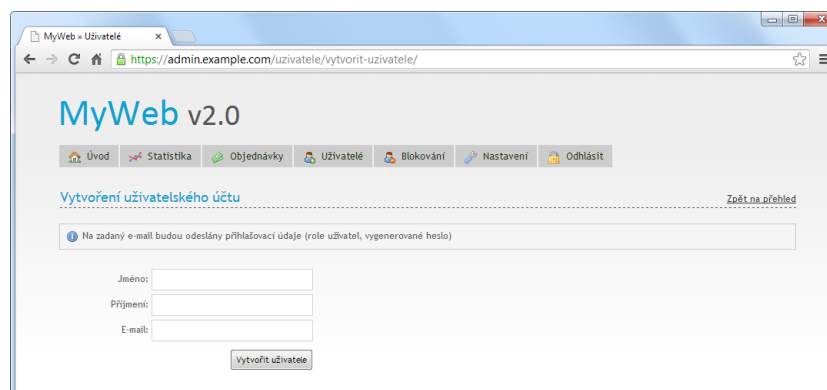 MyWeb » Uživatelé
https://admin.example.com/uzivatele/vytvorit-uzivatele/
MyWeb v2.0
Úvod Statistika Objednávky Uživatelé Blokování Nastavení Odhlásit
Vytvoření uživatelského účtu Zpět na přehled
Na zadaný e-mail budou odeslány přihlašovací údaje (role uživatel, vygenerované heslo)
Jméno:
Příjmení:
E-mail:
Vytvořit uživatele